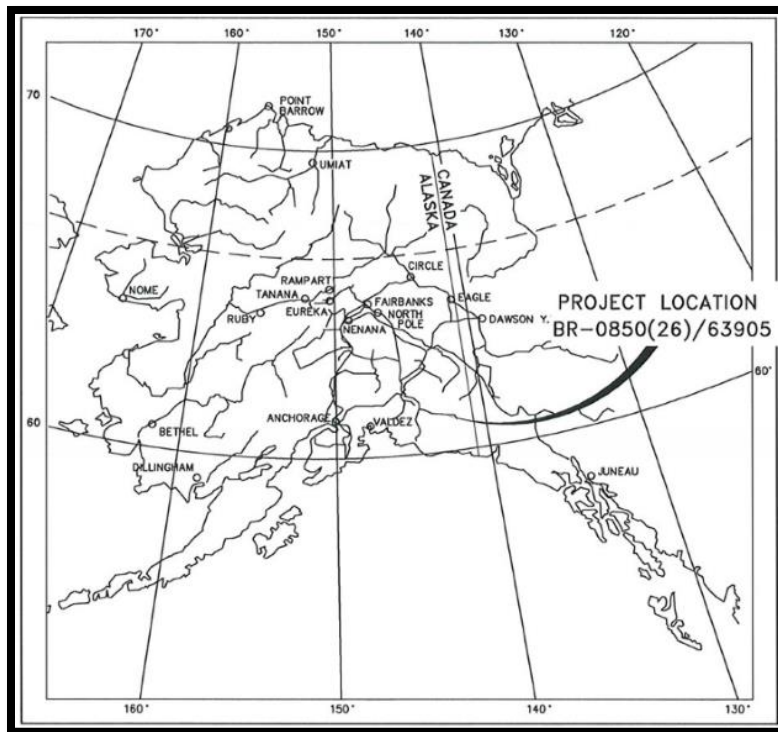 170°
160°
150°
140°
130°
120°
70
POINT
BARROW
UMIAT
CANADA
ALASKA
CIRCLE
RAMPART
TANANA
EUREKA
RUBY
NOME
FAIRBANKS
NORTH
POLE
NENANA
EAGLE
DAWSON Y.
PROJECT LOCATION
BR-0850(26)/63905
60°
60
BETHEL
ANCHORAGE
VALDEZ
DILLINGHAM
JUNEAU
160°
150°
140°
130°